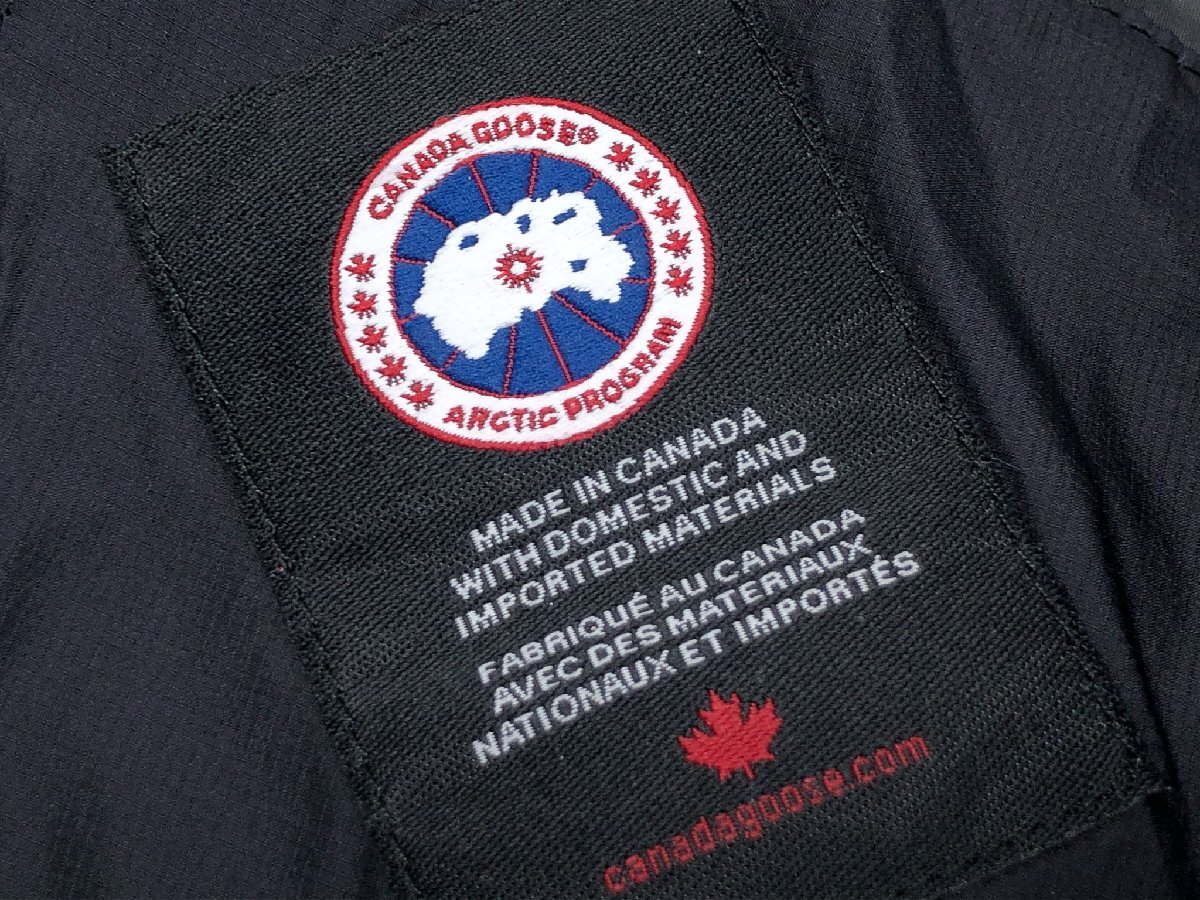 CANADA GOOSE®
ARCTIC PROGRAM
MADE IN CANADA
WITH DOMESTIC AND
IMPORTED MATERIALS
FABRIQUÉ AU CANADA
AVEC DES MATERIAUX
NATIONAUX ET IMPORTÉS
canadagoose.com